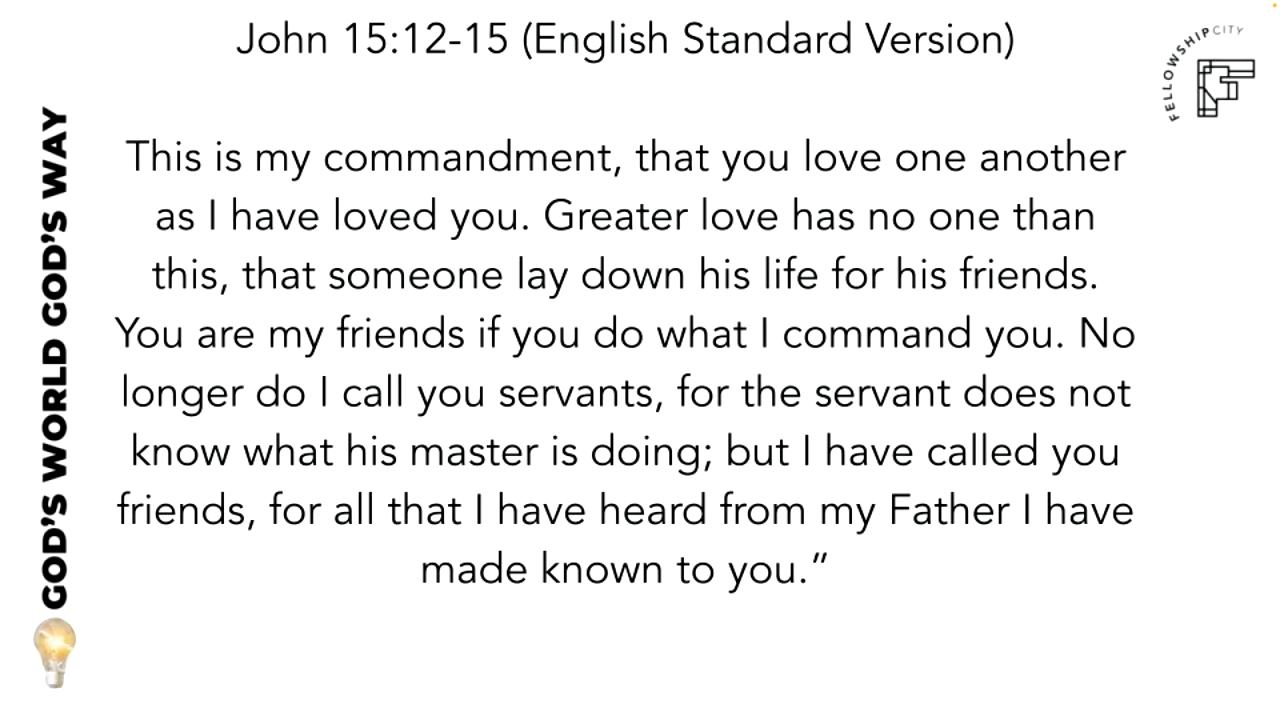 John 15:12-15 (English Standard Version)
FELLOWSHIPCITY
GOD'S WORLD GOD'S WAY
This is my commandment, that you love one another
as I have loved you. Greater love has no one than
this, that someone lay down his life for his friends.
You are my friends if you do what I command you. No
longer do I call you servants, for the servant does not
know what his master is doing; but I have called you
friends, for all that I have heard from my Father I have
made known to you.”